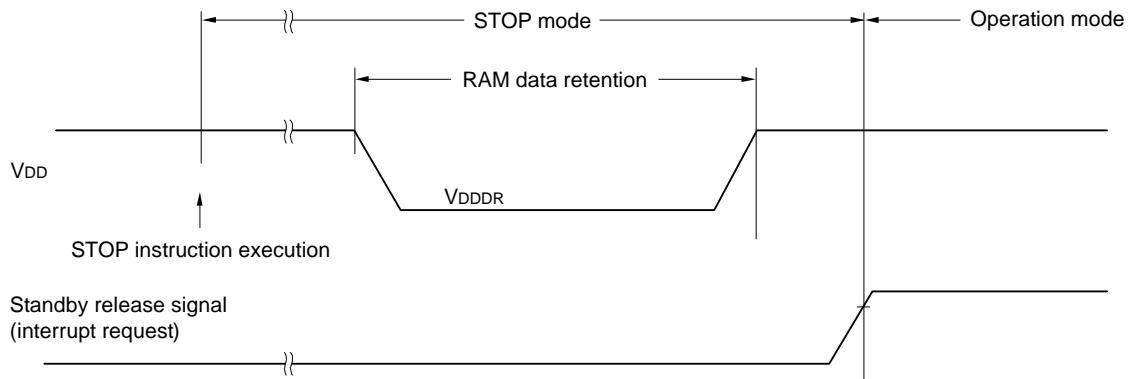 STOP mode
Operation mode
RAM data retention
VDD
VDDDR
STOP instruction execution
Standby release signal
(interrupt request)